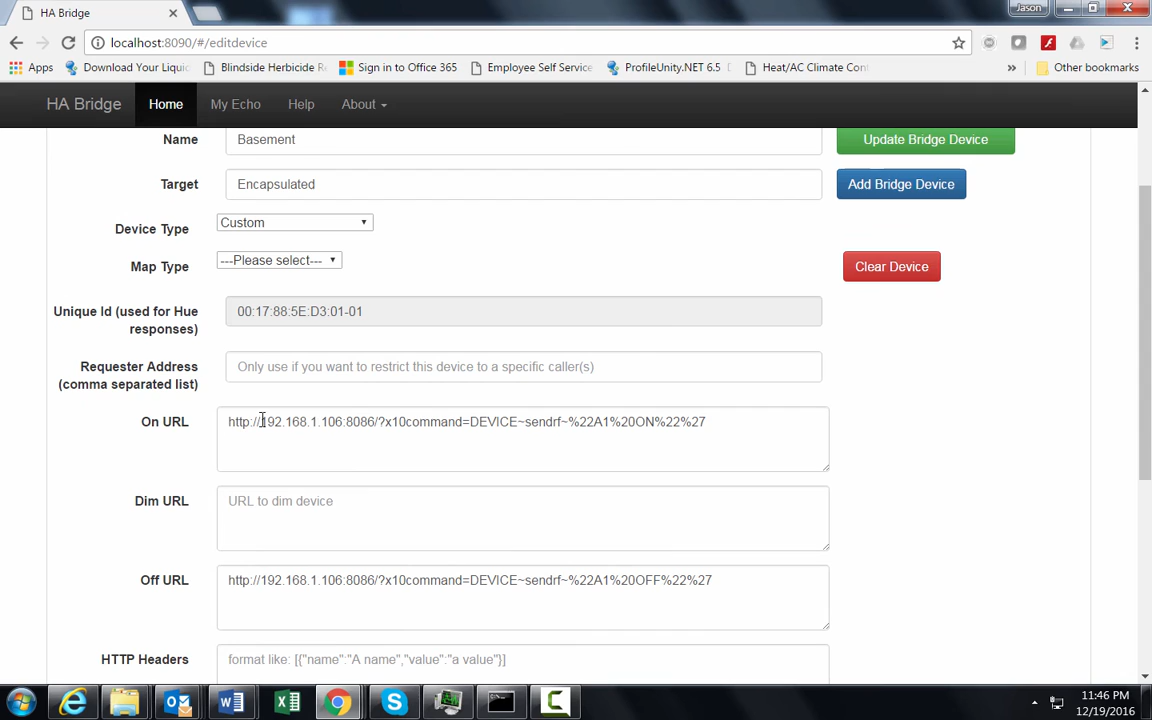 HA Bridge
Jason
localhost:8090/#/editdevice
Apps Download Your Liquid Blindside Herbicide R Sign in to Office 365 Employee Self Service ProfileUnity.NET 6.5 Heat/AC Climate Con » Other bookmarks
HA Bridge Home My Echo Help About
Name Basement Update Bridge Device
Target Encapsulated Add Bridge Device
Device Type Custom
Map Type ---Please select--- Clear Device
Unique Id (used for Hue
responses) 00:17:88:5E:D3:01-01
Requester Address
(comma separated list) Only use if you want to restrict this device to a specific caller(s)
On URL http://192.168.1.106:8086/?x10command=DEVICE~sendrf~%22A1%20ON%22%27
Dim URL URL to dim device
Off URL http://192.168.1.106:8086/?x10command=DEVICE~sendrf~%22A1%20OFF%22%27
HTTP Headers format like: [{"name":"A name","value":"a value"}]
11:46 PM
12/19/2016